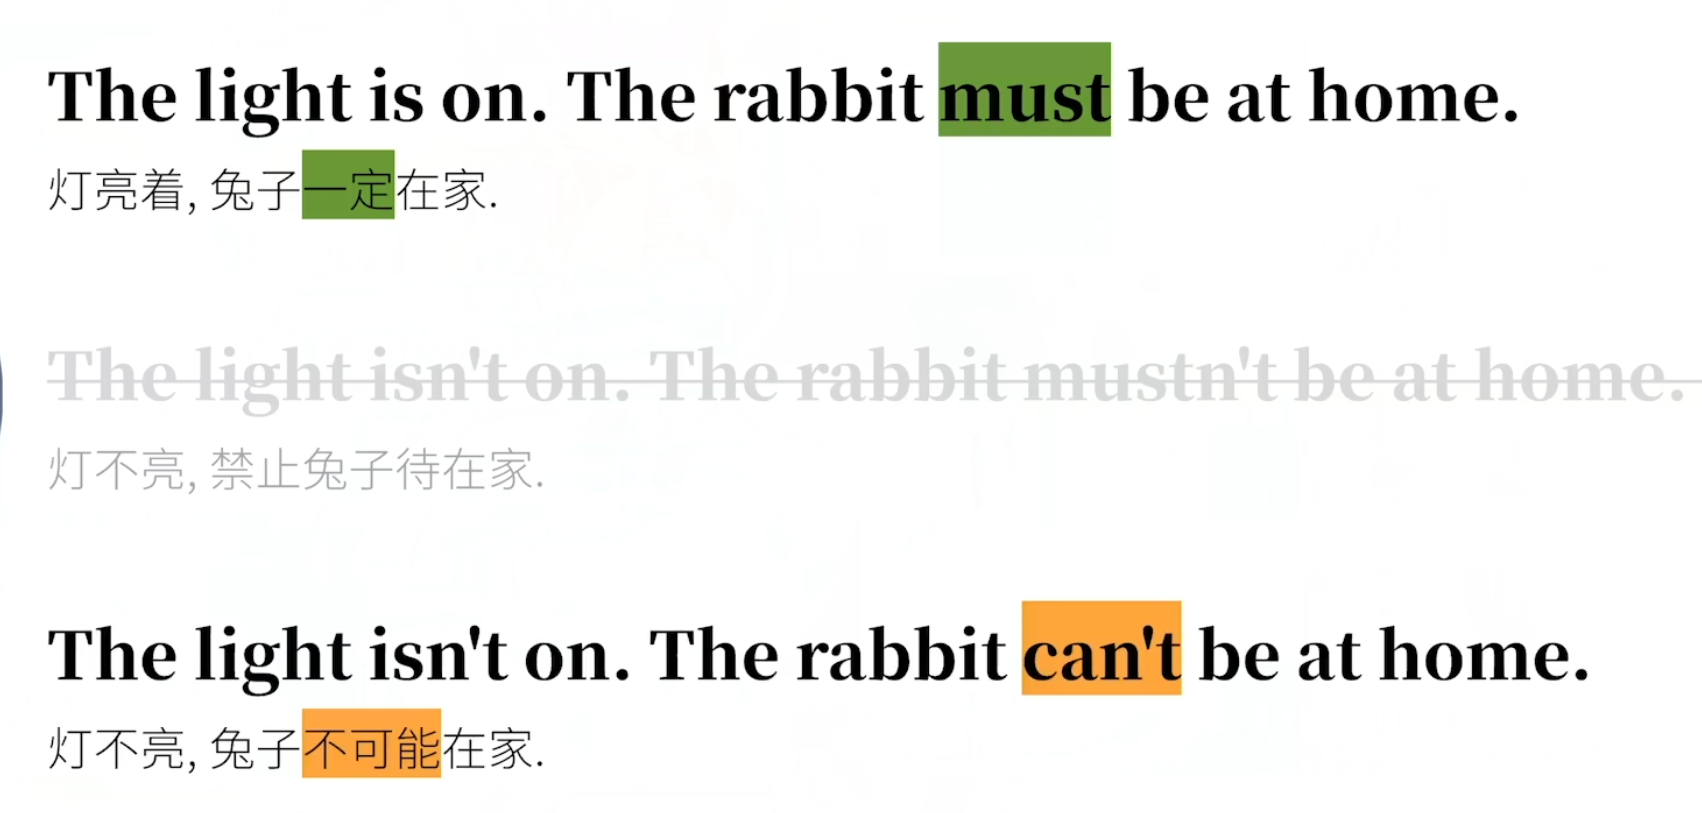 The light is on. The rabbit must be at home.
灯亮着, 兔子一定在家.
The light isn't on. The rabbit mustn't be at home.
灯不亮, 禁止兔子待在家.
The light isn't on. The rabbit can't be at home.
灯不亮, 兔子不可能在家.